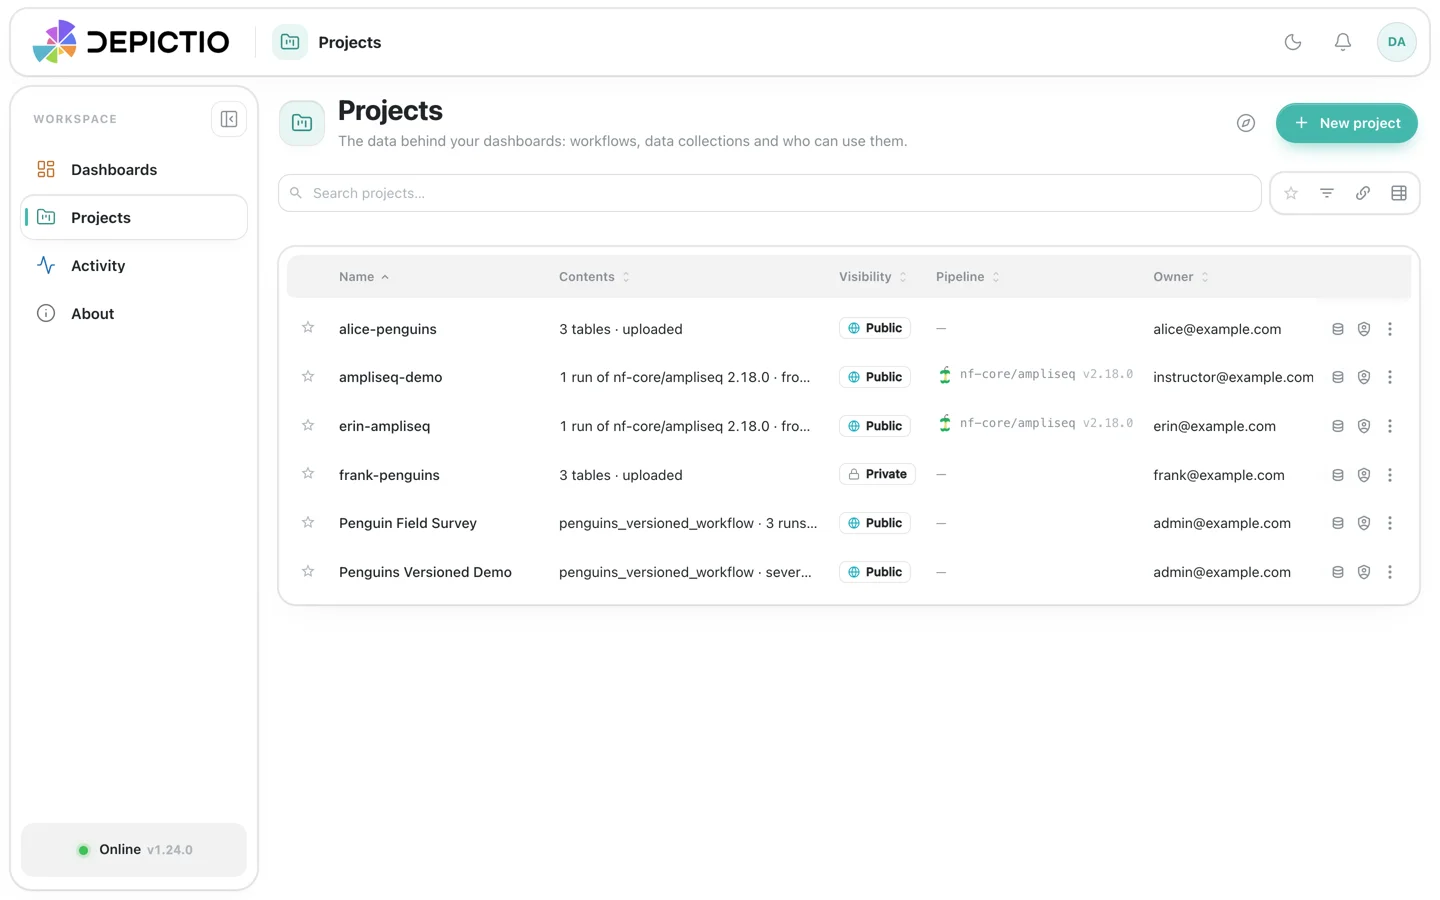 DEPICTIO
Projects
DA
WORKSPACE
Dashboards
Projects
Activity
About
Online v1.24.0
Projects
The data behind your dashboards: workflows, data collections and who can use them.
New project
Search projects...
Name Contents Visibility Pipeline Owner
alice-penguins 3 tables · uploaded Public — alice@example.com
ampliseq-demo 1 run of nf-core/ampliseq 2.18.0 · fro... Public nf-core/ampliseq v2.18.0 instructor@example.com
erin-ampliseq 1 run of nf-core/ampliseq 2.18.0 · fro... Public nf-core/ampliseq v2.18.0 erin@example.com
frank-penguins 3 tables · uploaded Private — frank@example.com
Penguin Field Survey penguins_versioned_workflow · 3 runs... Public — admin@example.com
Penguins Versioned Demo penguins_versioned_workflow · sever... Public — admin@example.com